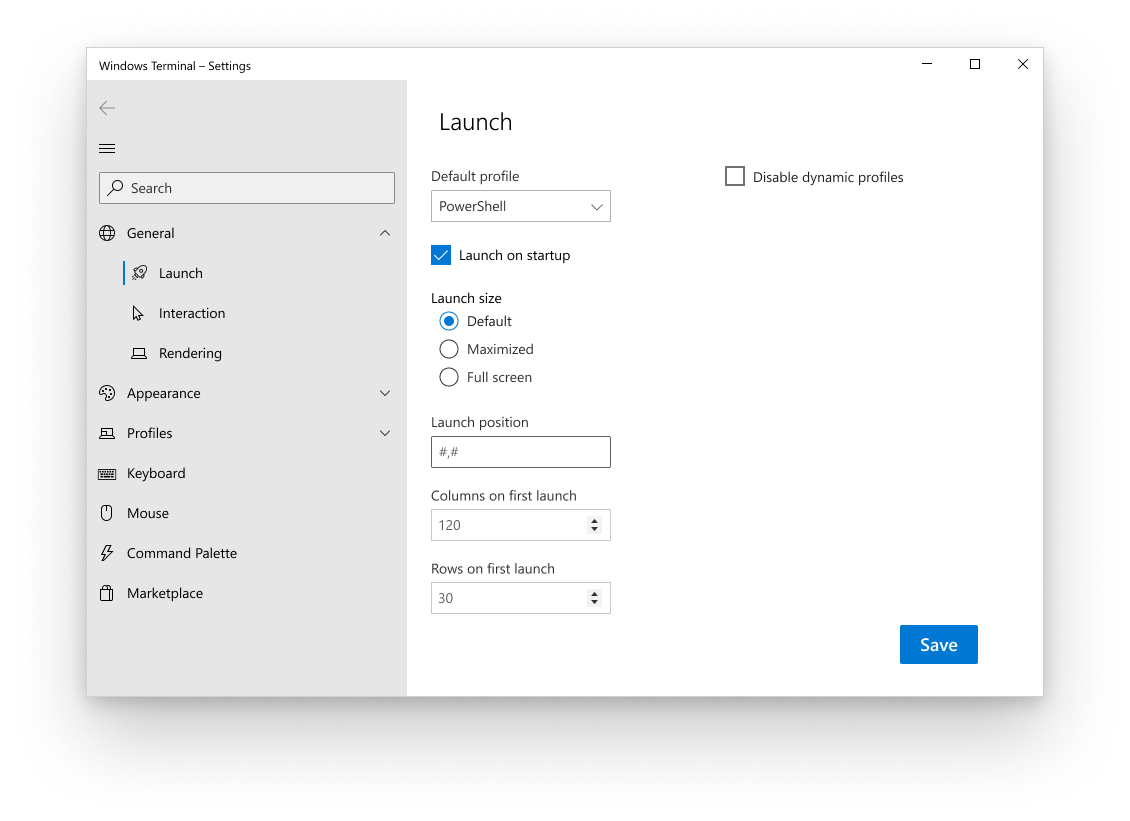 Windows Terminal – Settings
Search
General
Launch
Interaction
Rendering
Appearance
Profiles
Keyboard
Mouse
Command Palette
Marketplace
Launch
Default profile
PowerShell
Launch on startup
Launch size
Default
Maximized
Full screen
Launch position
#,#
Columns on first launch
120
Rows on first launch
30
Disable dynamic profiles
Save